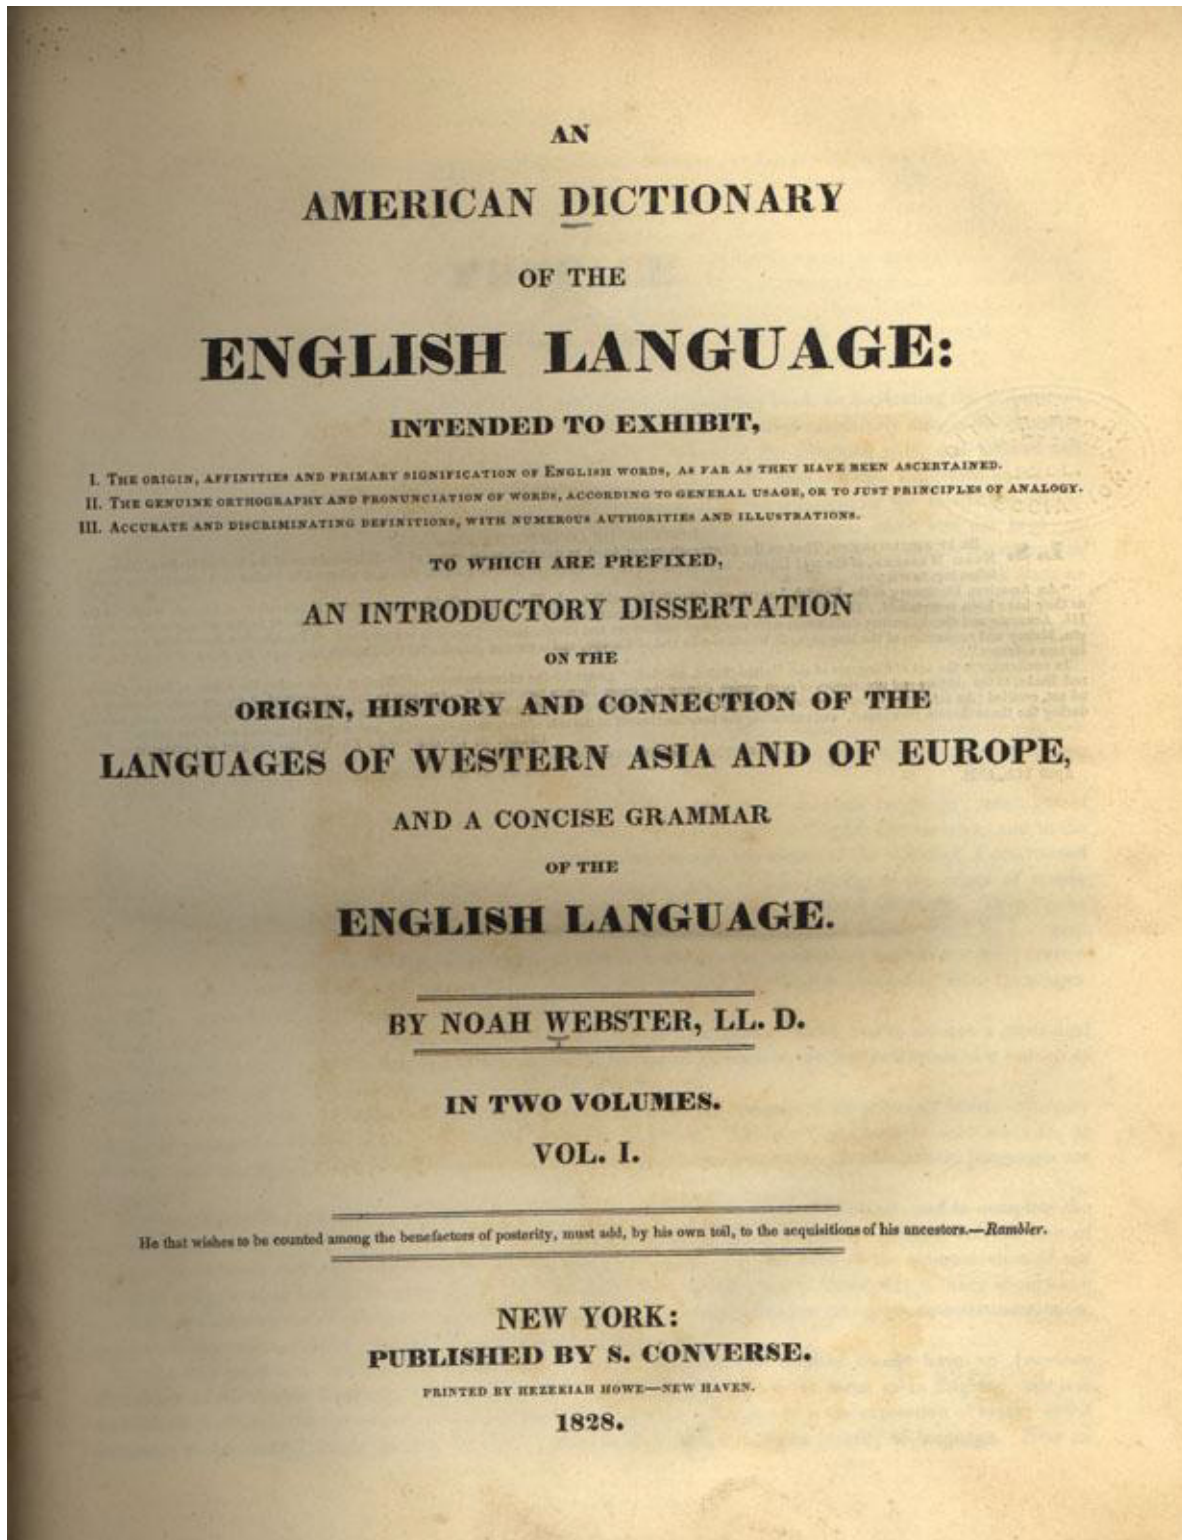 AN
AMERICAN DICTIONARY
OF THE
ENGLISH LANGUAGE:
INTENDED TO EXHIBIT,
I. THE ORIGIN, AFFINITIES AND PRIMARY SIGNIFICATION OF ENGLISH WORDS, AS FAR AS THEY HAVE BEEN ASCERTAINED.
II. THE GENUINE ORTHOGRAPHY AND PRONUNCIATION OF WORDS, ACCORDING TO GENERAL USAGE, OR TO JUST PRINCIPLES OF ANALOGY.
III. ACCURATE AND DISCRIMINATING DEFINITIONS, WITH NUMEROUS AUTHORITIES AND ILLUSTRATIONS.
TO WHICH ARE PREFIXED,
AN INTRODUCTORY DISSERTATION
ON THE
ORIGIN, HISTORY AND CONNECTION OF THE
LANGUAGES OF WESTERN ASIA AND OF EUROPE,
AND A CONCISE GRAMMAR
OF THE
ENGLISH LANGUAGE.
BY NOAH WEBSTER, LL. D.
IN TWO VOLUMES.
VOL. I.
He that wishes to be counted among the benefactors of posterity, must add, by his own toil, to the acquisitions of his ancestors.—Rambler.
NEW YORK:
PUBLISHED BY S. CONVERSE.
PRINTED BY HEZEKIAH HOWE—NEW HAVEN.
1828.